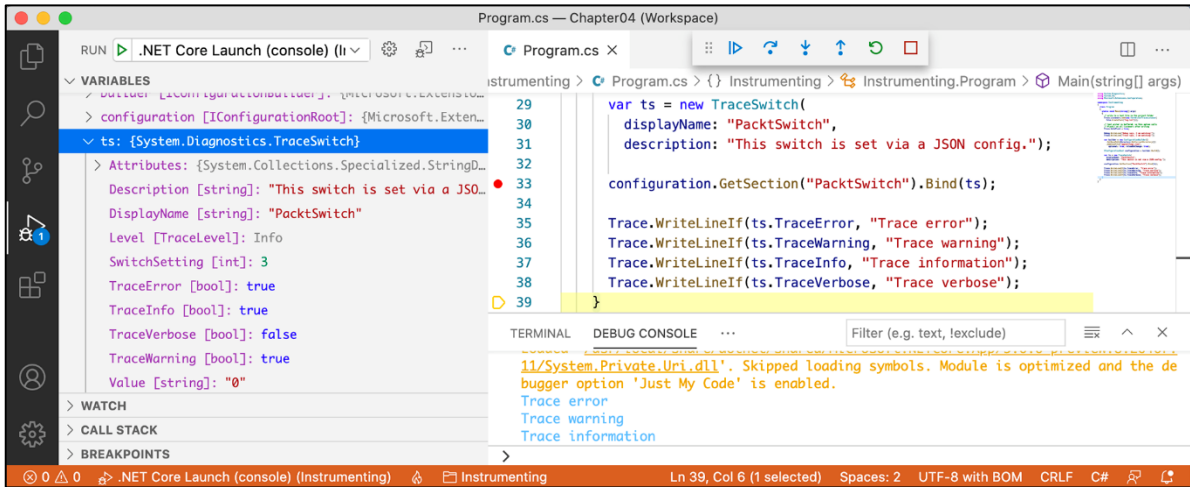 Program.cs — Chapter04 (Workspace)
RUN .NET Core Launch (console) (I
VARIABLES
builder [IConfigurationBuilder]: {Microsoft.Extensio…
configuration [IConfigurationRoot]: {Microsoft.Exten…
ts: {System.Diagnostics.TraceSwitch}
Attributes: {System.Collections.Specialized.StringD…
Description [string]: "This switch is set via a JSO…
DisplayName [string]: "PacktSwitch"
Level [TraceLevel]: Info
SwitchSetting [int]: 3
TraceError [bool]: true
TraceInfo [bool]: true
TraceVerbose [bool]: false
TraceWarning [bool]: true
Value [string]: "0"
WATCH
CALL STACK
BREAKPOINTS
1
Program.cs
istrumenting > Program.cs > {} Instrumenting > Instrumenting.Program > Main(string[] args)
29 var ts = new TraceSwitch(
30 displayName: "PacktSwitch",
31 description: "This switch is set via a JSON config.");
32
33 configuration.GetSection("PacktSwitch").Bind(ts);
34
35 Trace.WriteLineIf(ts.TraceError, "Trace error");
36 Trace.WriteLineIf(ts.TraceWarning, "Trace warning");
37 Trace.WriteLineIf(ts.TraceInfo, "Trace information");
38 Trace.WriteLineIf(ts.TraceVerbose, "Trace verbose");
39 }
TERMINAL DEBUG CONSOLE ··· Filter (e.g. text, !exclude)
11/System.Private.Uri.dll'. Skipped loading symbols. Module is optimized and the de
bugger option 'Just My Code' is enabled.
Trace error
Trace warning
Trace information
>
0 0 .NET Core Launch (console) (Instrumenting) Instrumenting Ln 39, Col 6 (1 selected) Spaces: 2 UTF-8 with BOM CRLF C#